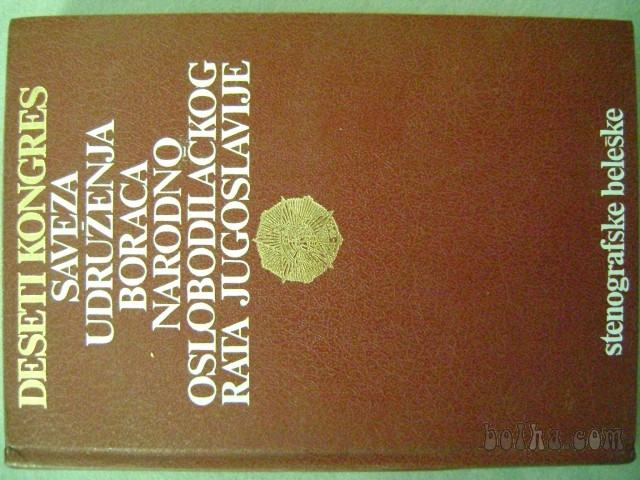 DESETI KONGRES
SAVEZA
UDRUŽENJA
BORACA
NARODNO
OSLOBODILAČKOG
RATA JUGOSLAVIJE
stenografske beleške
bolha.com